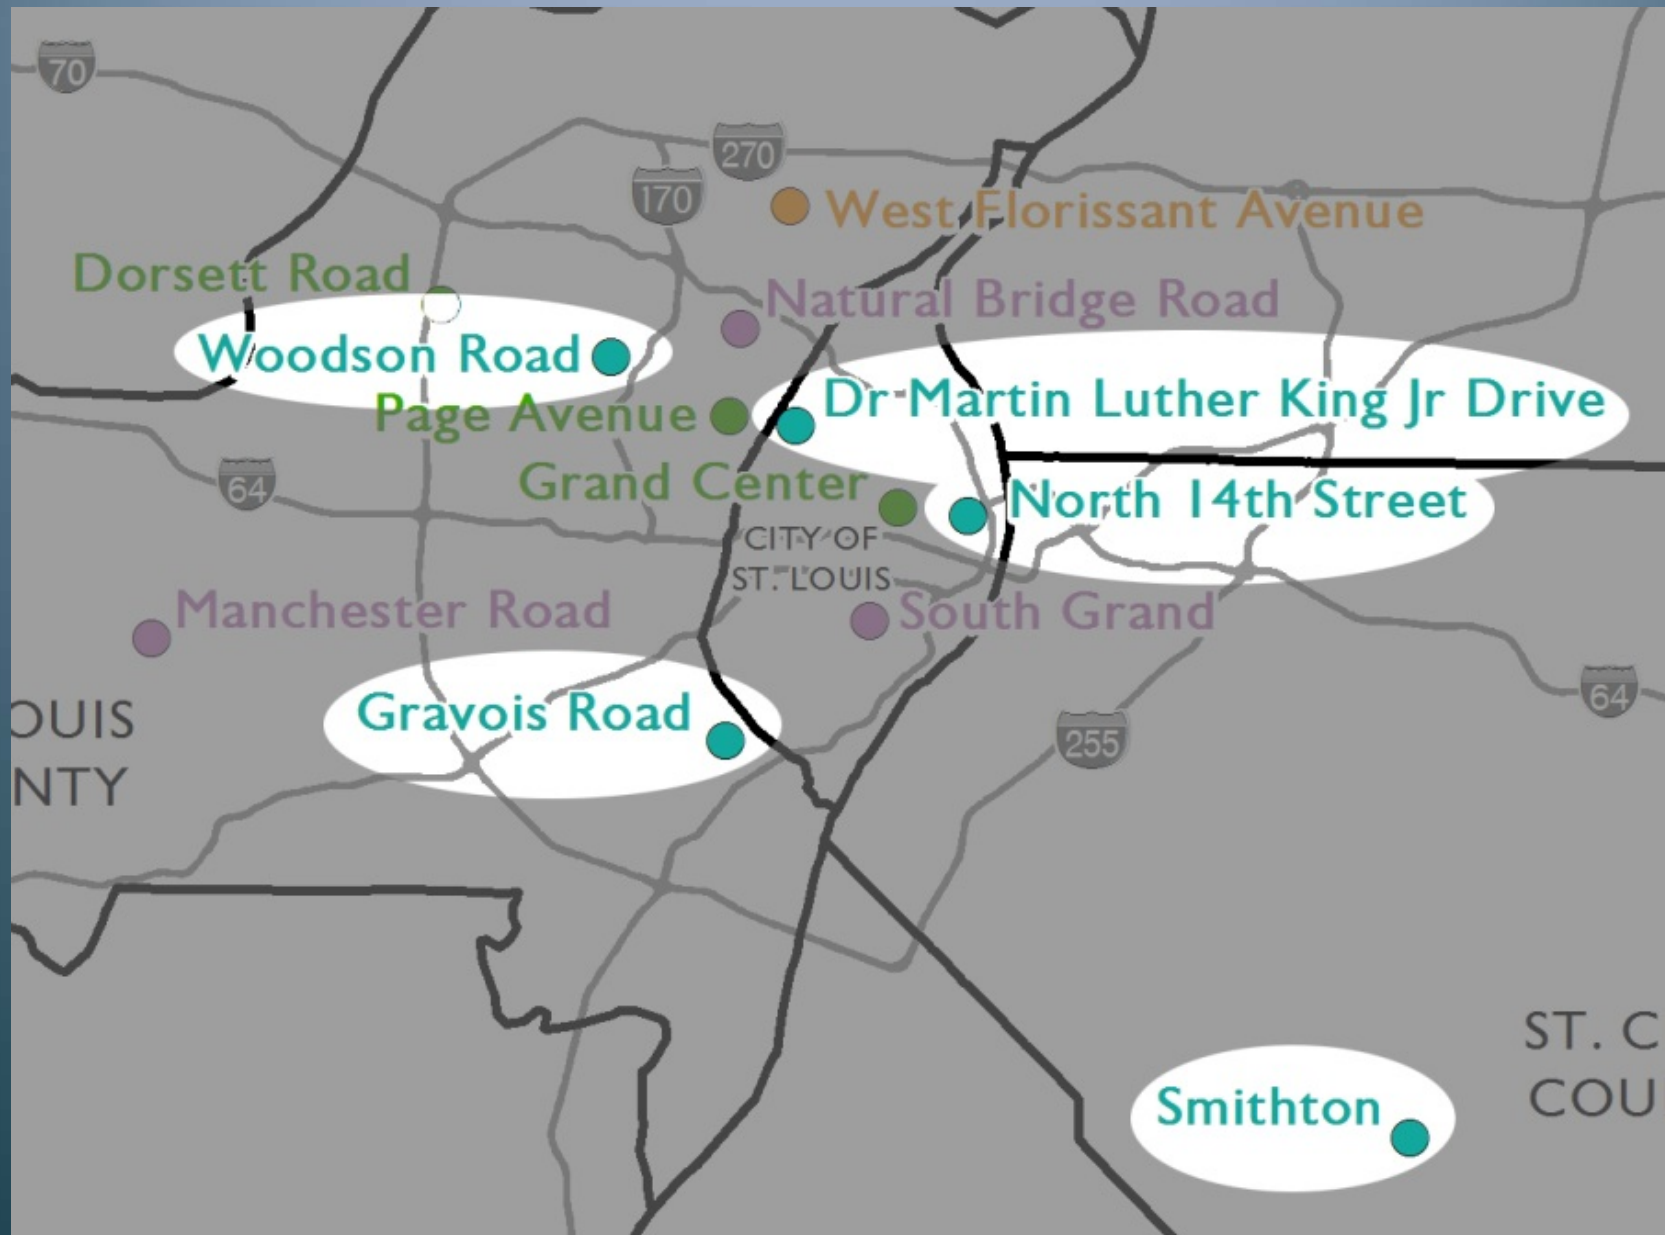 70
270
170
West Florissant Avenue
Dorsett Road
Natural Bridge Road
Woodson Road
Dr Martin Luther King Jr Drive
Page Avenue
64
Grand Center
North 14th Street
CITY OF
ST. LOUIS
Manchester Road
South Grand
64
OUIS
NTY
Gravois Road
255
ST. C
COU
Smithton